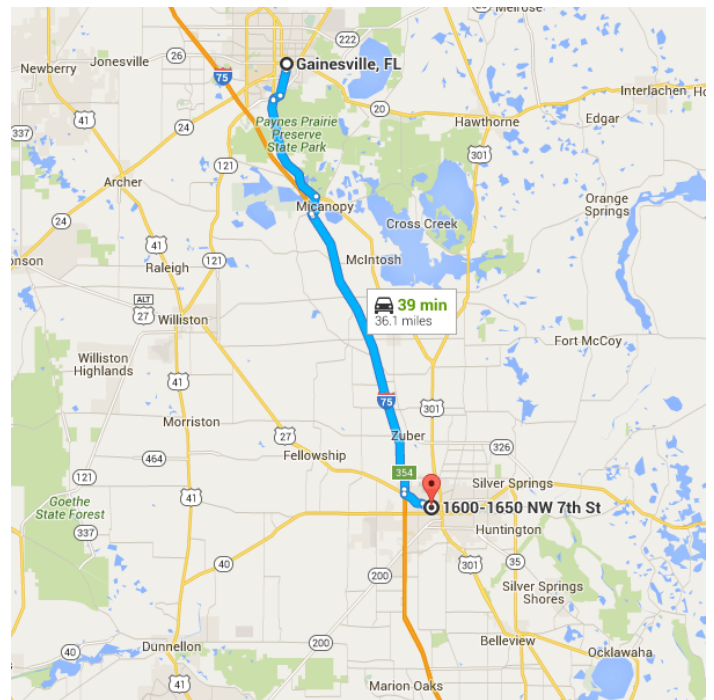 Melrose
222
Jonesville
26
Gainesville, FL
Newberry
75
Interlachen
Ho
20
337
24
Paynes Prairie
Preserve
State Park
Hawthorne
Edgar
121
301
Archer
Micanopy
Orange
Springs
24
41
Cross Creek
121
McIntosh
onson
Raleigh
ALT
27
39 min
36.1 miles
Williston
Fort McCoy
Williston
Highlands
41
75
301
Morriston
27
Zuber
326
464
Fellowship
121
354
Silver Springs
41
1600-1650 NW 7th St
Goethe
State Forest
Huntington
337
40
200
301
35
Silver Springs
Shores
40
Dunnellon
200
Belleview
Ocklawaha
41
Marion Oaks